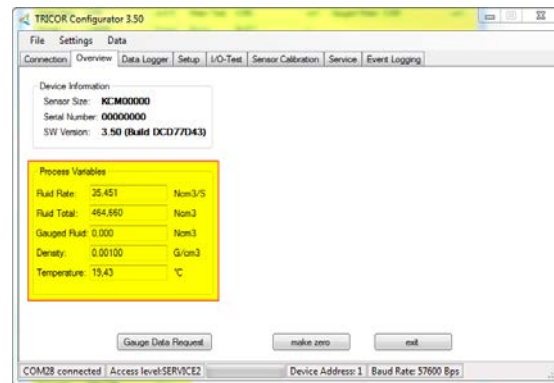 TRICOR Configurator 3.50
File Settings Data
Connection Overview Data Logger Setup I/O-Test Sensor Calibration Service Event Logging
Device Information
Sensor Size: KCM00000
Serial Number: 00000000
SW Version: 3.50 (Build DCD77D43)
Process Variables
Fluid Rate: 35,451 Ncm3/S
Fluid Total: 464,660 Ncm3
Gauged Fluid: 0,000 Ncm3
Density: 0.00100 G/cm3
Temperature: 19,43 °C
Gauge Data Request make zero exit
COM28 connected Access level:SERVICE2 Device Address: 1 Baud Rate: 57600 Bps